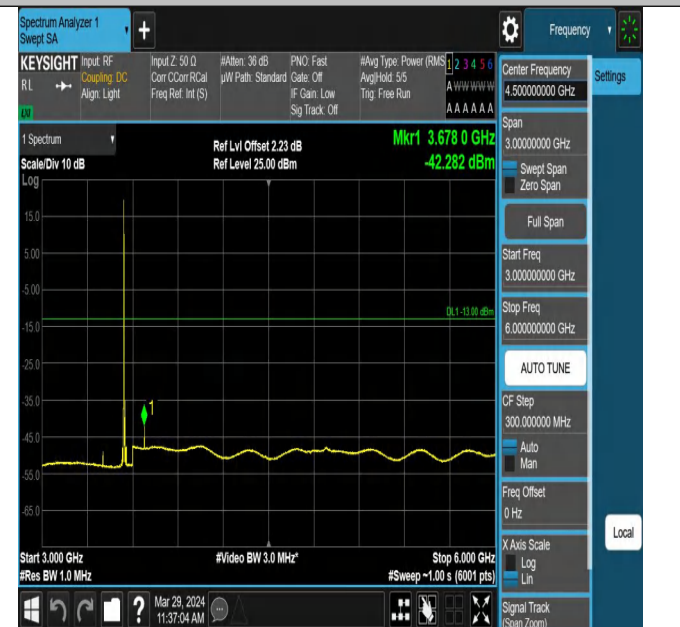 Spectrum Analyzer 1
Swept SA
+
Frequency
KEYSIGHT
R L
LXI
Input: RF
Coupling: DC
Align: Light
Input Z: 50 Ω
Corr CCorr RCal
Freq Ref: Int (S)
#Atten: 36 dB
µW Path: Standard
PNO: Fast
Gate: Off
IF Gain: Low
Sig Track: Off
#Avg Type: Power (RMS
Avg|Hold: 5/5
Trig: Free Run
1 2 3 4 5 6
A W W W W W
A A A A A A
1 Spectrum
Scale/Div 10 dB
Log
Ref Lvl Offset 2.23 dB
Ref Level 25.00 dBm
Mkr1 3.678 0 GHz
-42.282 dBm
15.0
5.00
-5.00
-15.0
-25.0
-35.0
-45.0
-55.0
-65.0
DL1 -13.00 dBm
1
Start 3.000 GHz
#Res BW 1.0 MHz
#Video BW 3.0 MHz*
Stop 6.000 GHz
#Sweep ~1.00 s (6001 pts)
?
Mar 29, 2024
11:37:04 AM
Center Frequency
4.500000000 GHz
Settings
Span
3.00000000 GHz
Swept Span
Zero Span
Full Span
Start Freq
3.000000000 GHz
Stop Freq
6.000000000 GHz
AUTO TUNE
CF Step
300.000000 MHz
Auto
Man
Freq Offset
0 Hz
X Axis Scale
Log
Lin
Local
Signal Track
(Span Zoom)